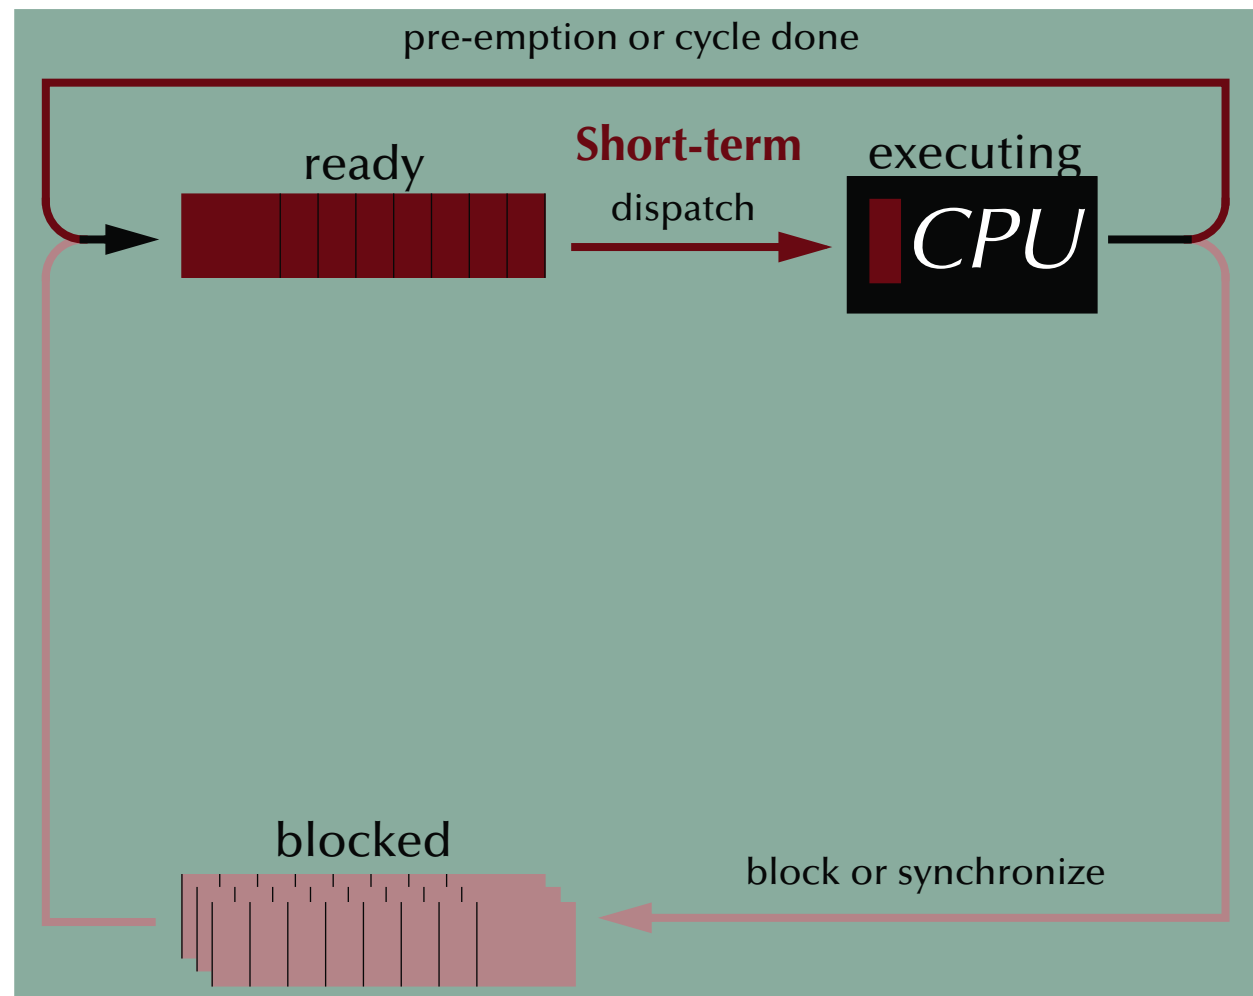 pre-emption or cycle done
ready
Short-term
dispatch
executing
CPU
blocked
block or synchronize